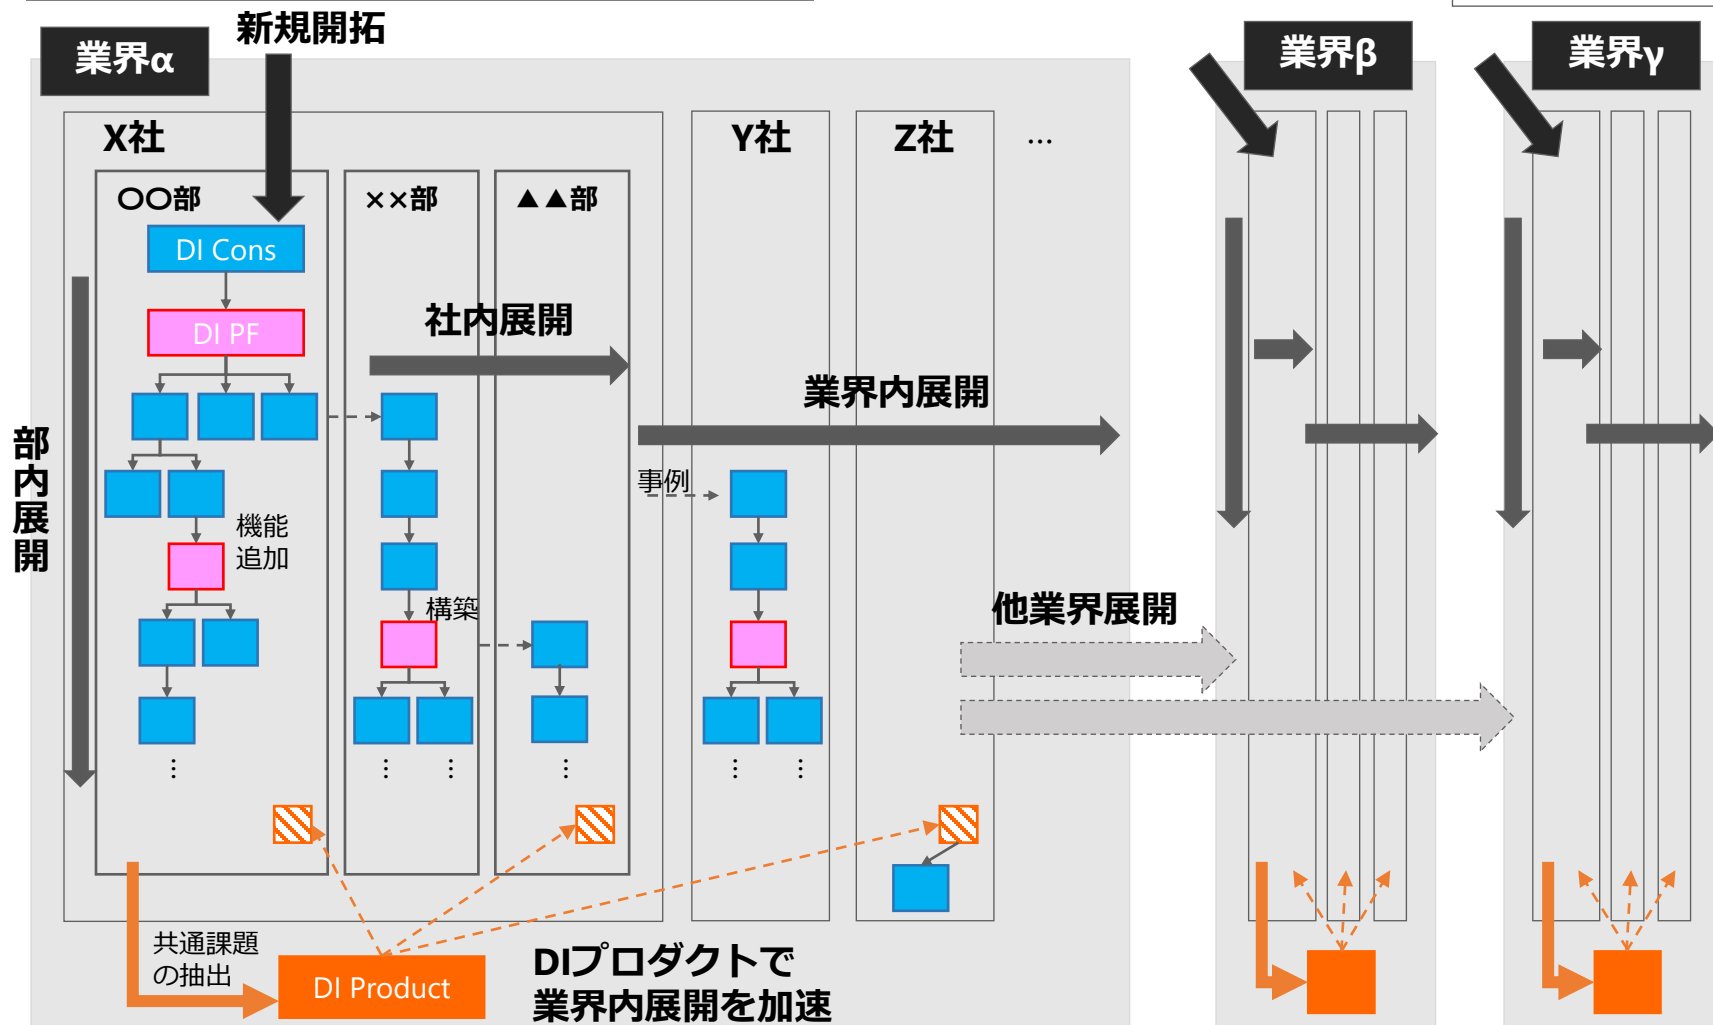 新規開拓
業界α
業界β
業界γ
X社
Y社
Z社
…
〇〇部
××部
▲▲部
DI Cons
DI PF
社内展開
業界内展開
部内展開
事例
機能
追加
構築
他業界展開
⋮
⋮
⋮
⋮
⋮
⋮
共通課題
の抽出
DI Product
DIプロダクトで
業界内展開を加速